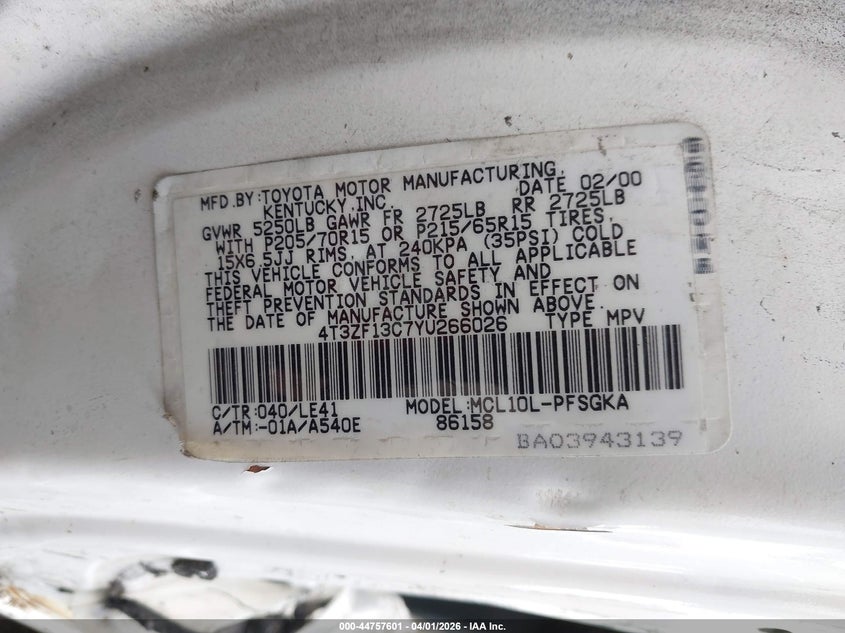 MFD.BY:TOYOTA MOTOR MANUFACTURING,
KENTUCKY,INC. DATE 02/00
GVWR 5250LB GAWR FR 2725LB RR 2725LB
WITH P205/70R15 OR P215/65R15 TIRES,
15X6.5JJ RIMS, AT 240KPA (35PSI) COLD
THIS VEHICLE CONFORMS TO ALL APPLICABLE
FEDERAL MOTOR VEHICLE SAFETY AND
THEFT PREVENTION STANDARDS IN EFFECT ON
THE DATE OF MANUFACTURE SHOWN ABOVE.
4T3ZF13C7YU266026 TYPE MPV
C/TR:040/LE41 MODEL:MCL10L-PFSGKA
A/TM:-01A/A540E 86158
BA03943139
000-44757601 - 04/01/2026 - IAA Inc.